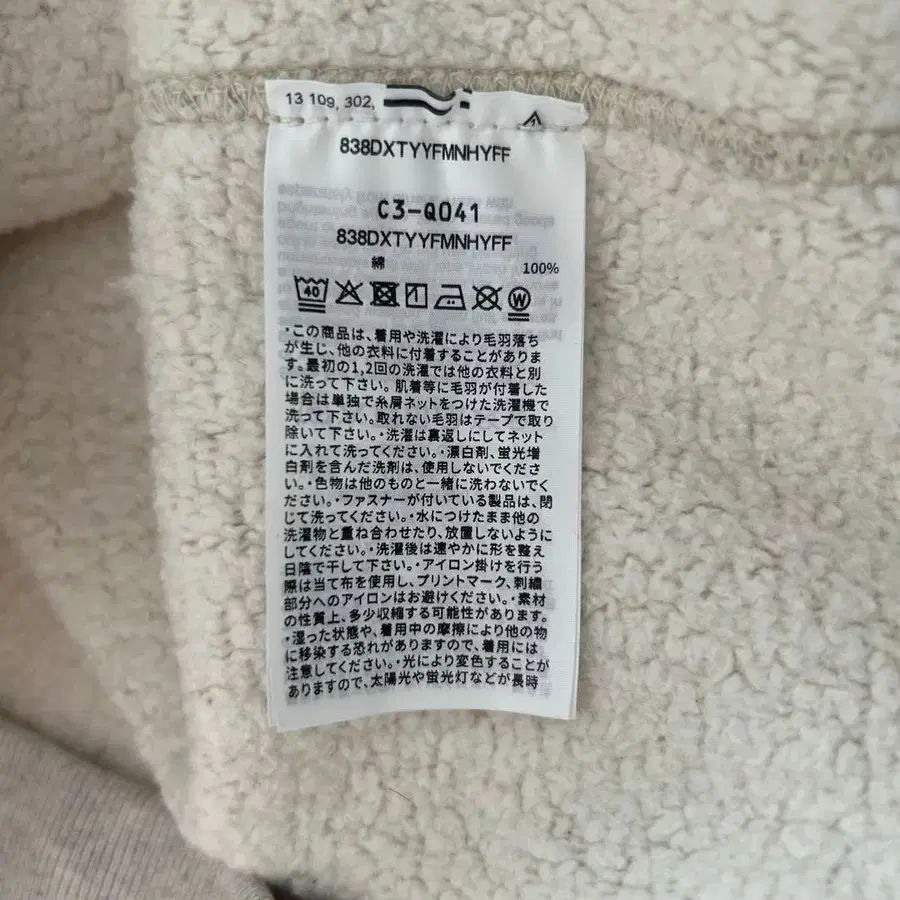 13 109, 302,
838DXTYYFMNHYFF
C3-Q041
838DXTYYFMNHYFF
綿 100%
40 W
・この商品は、着用や洗濯により毛羽落ち
が生じ、他の衣料に付着することがありま
す。最初の1,2回の洗濯では他の衣料と別
に洗って下さい。肌着等に毛羽が付着した
場合は単独で糸屑ネットをつけた洗濯機で
洗って下さい。取れない毛羽はテープで取り
除いて下さい。・洗濯は裏返しにしてネット
に入れて洗ってください。・漂白剤、蛍光増
白剤を含んだ洗剤は、使用しないでくださ
い。・色物は他のものと一緒に洗わないでく
ださい。・ファスナーが付いている製品は、閉
じて洗ってください。・水につけたまま他の
洗濯物と重ね合わせたり、放置しないように
してください。・洗濯後は速やかに形を整え
日陰で干して下さい。・アイロン掛けを行う
際は当て布を使用し、プリントマーク、刺繍
部分へのアイロンはお避けください。・素材
の性質上、多少収縮する可能性があります。
・湿った状態や、着用中の摩擦により他の物
に移染する恐れがありますので、着用には
注意してください。・光により変色することが
ありますので、太陽光や蛍光灯などが長時